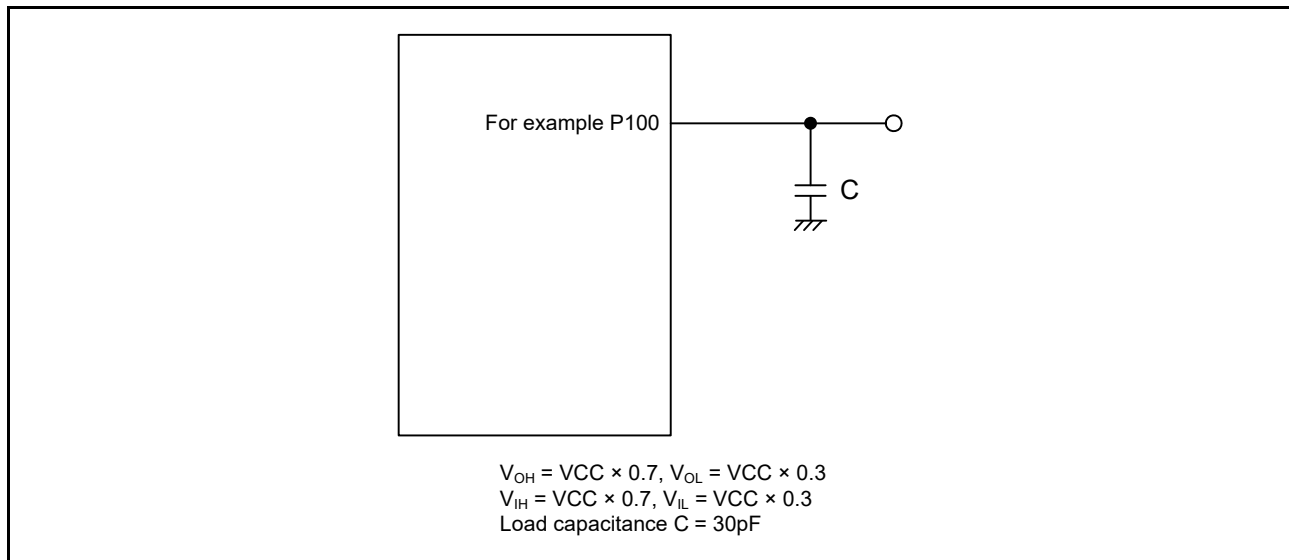 For example P100
C
V_OH = VCC × 0.7, V_OL = VCC × 0.3
V_IH = VCC × 0.7, V_IL = VCC × 0.3
Load capacitance C = 30pF